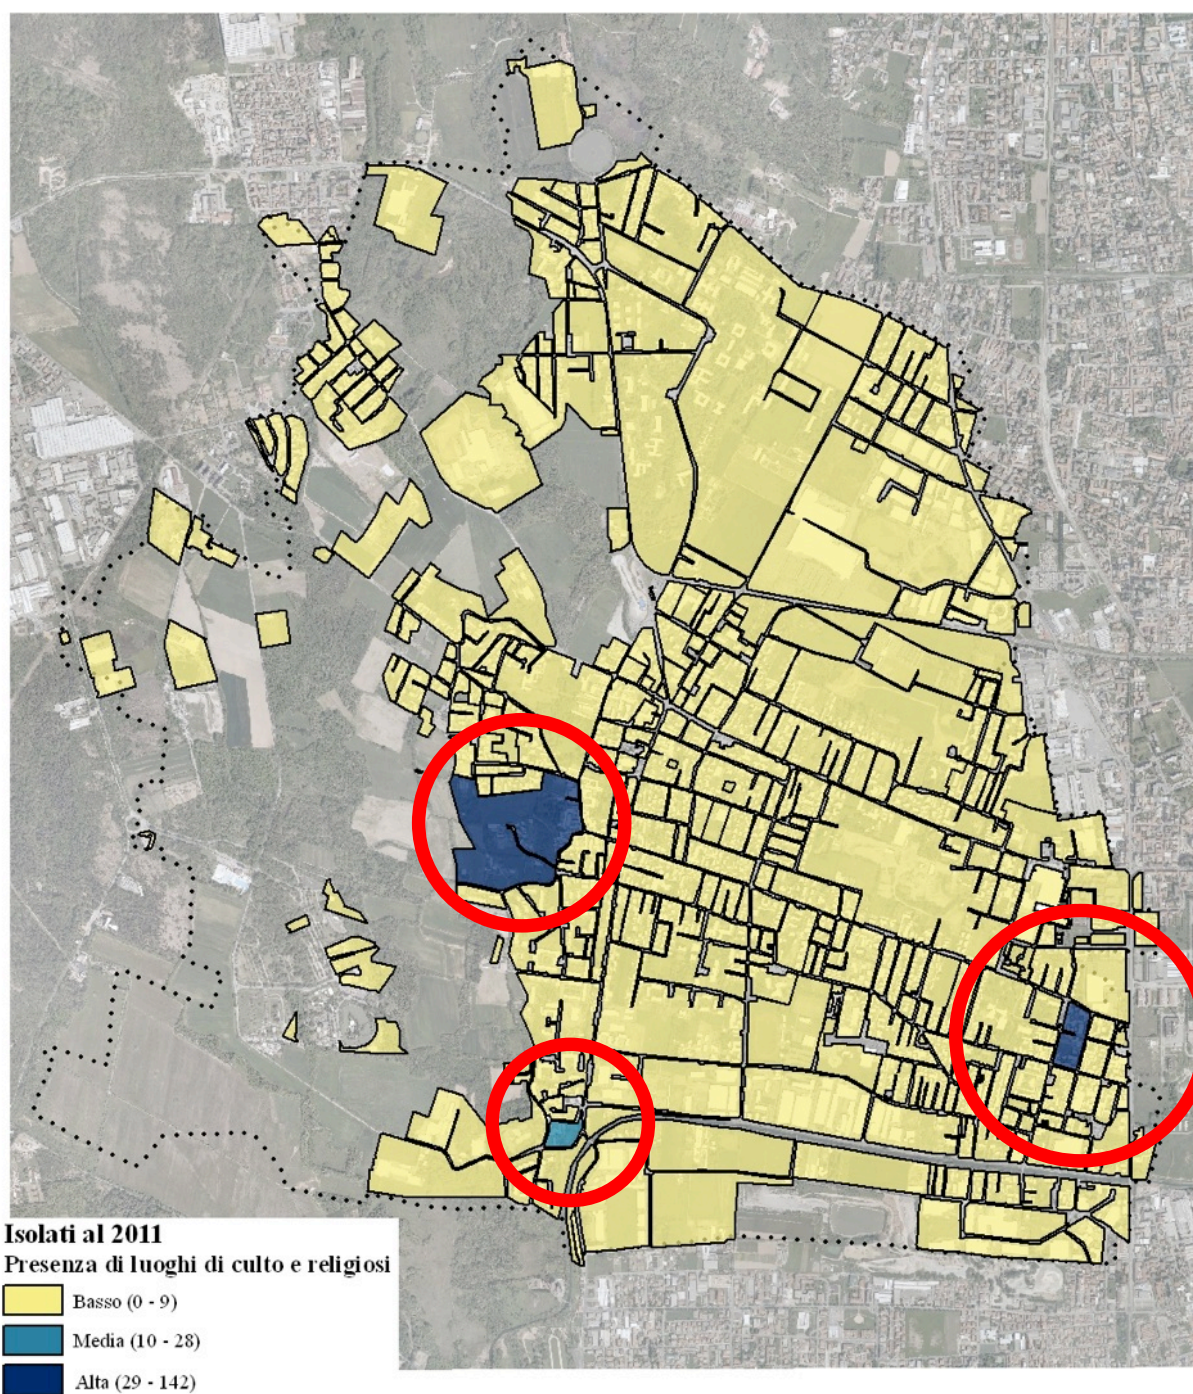 Isolati al 2011
Presenza di luoghi di culto e religiosi
Basso (0 - 9)
Media (10 - 28)
Alta (29 - 142)